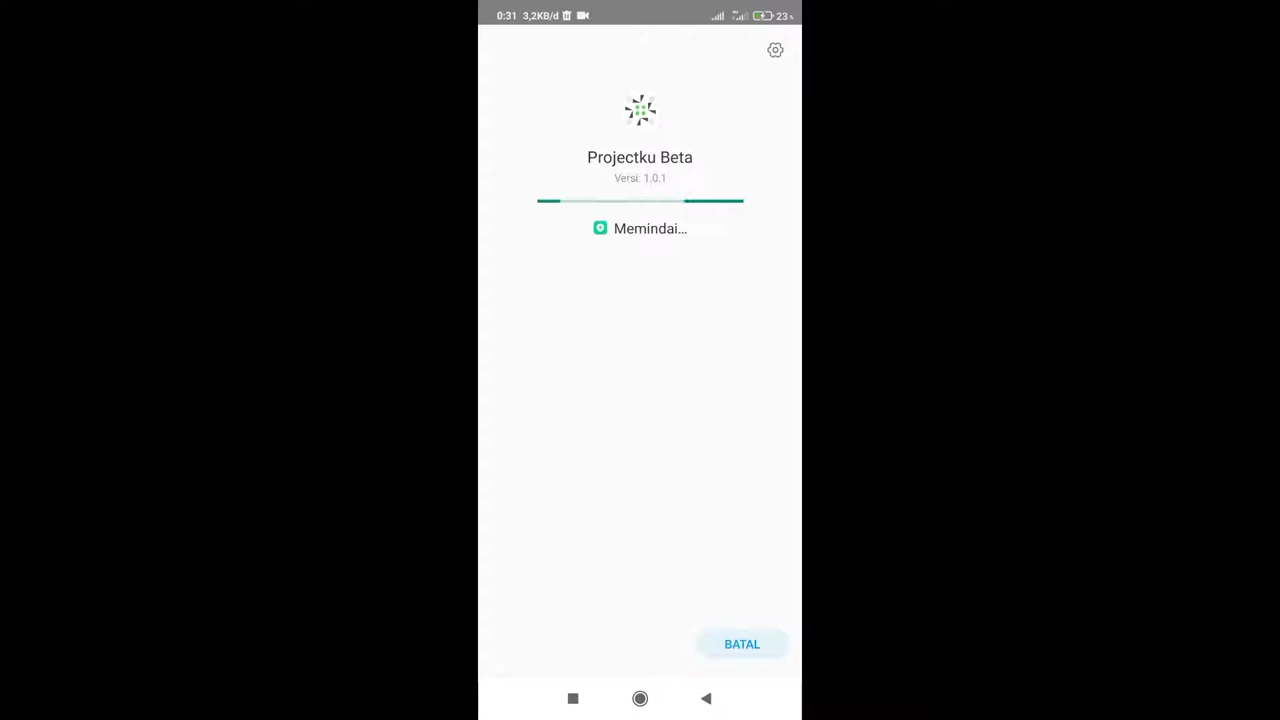 0:31 3,2KB/d 23
Projectku Beta
Versi: 1.0.1
Memindai...
BATAL